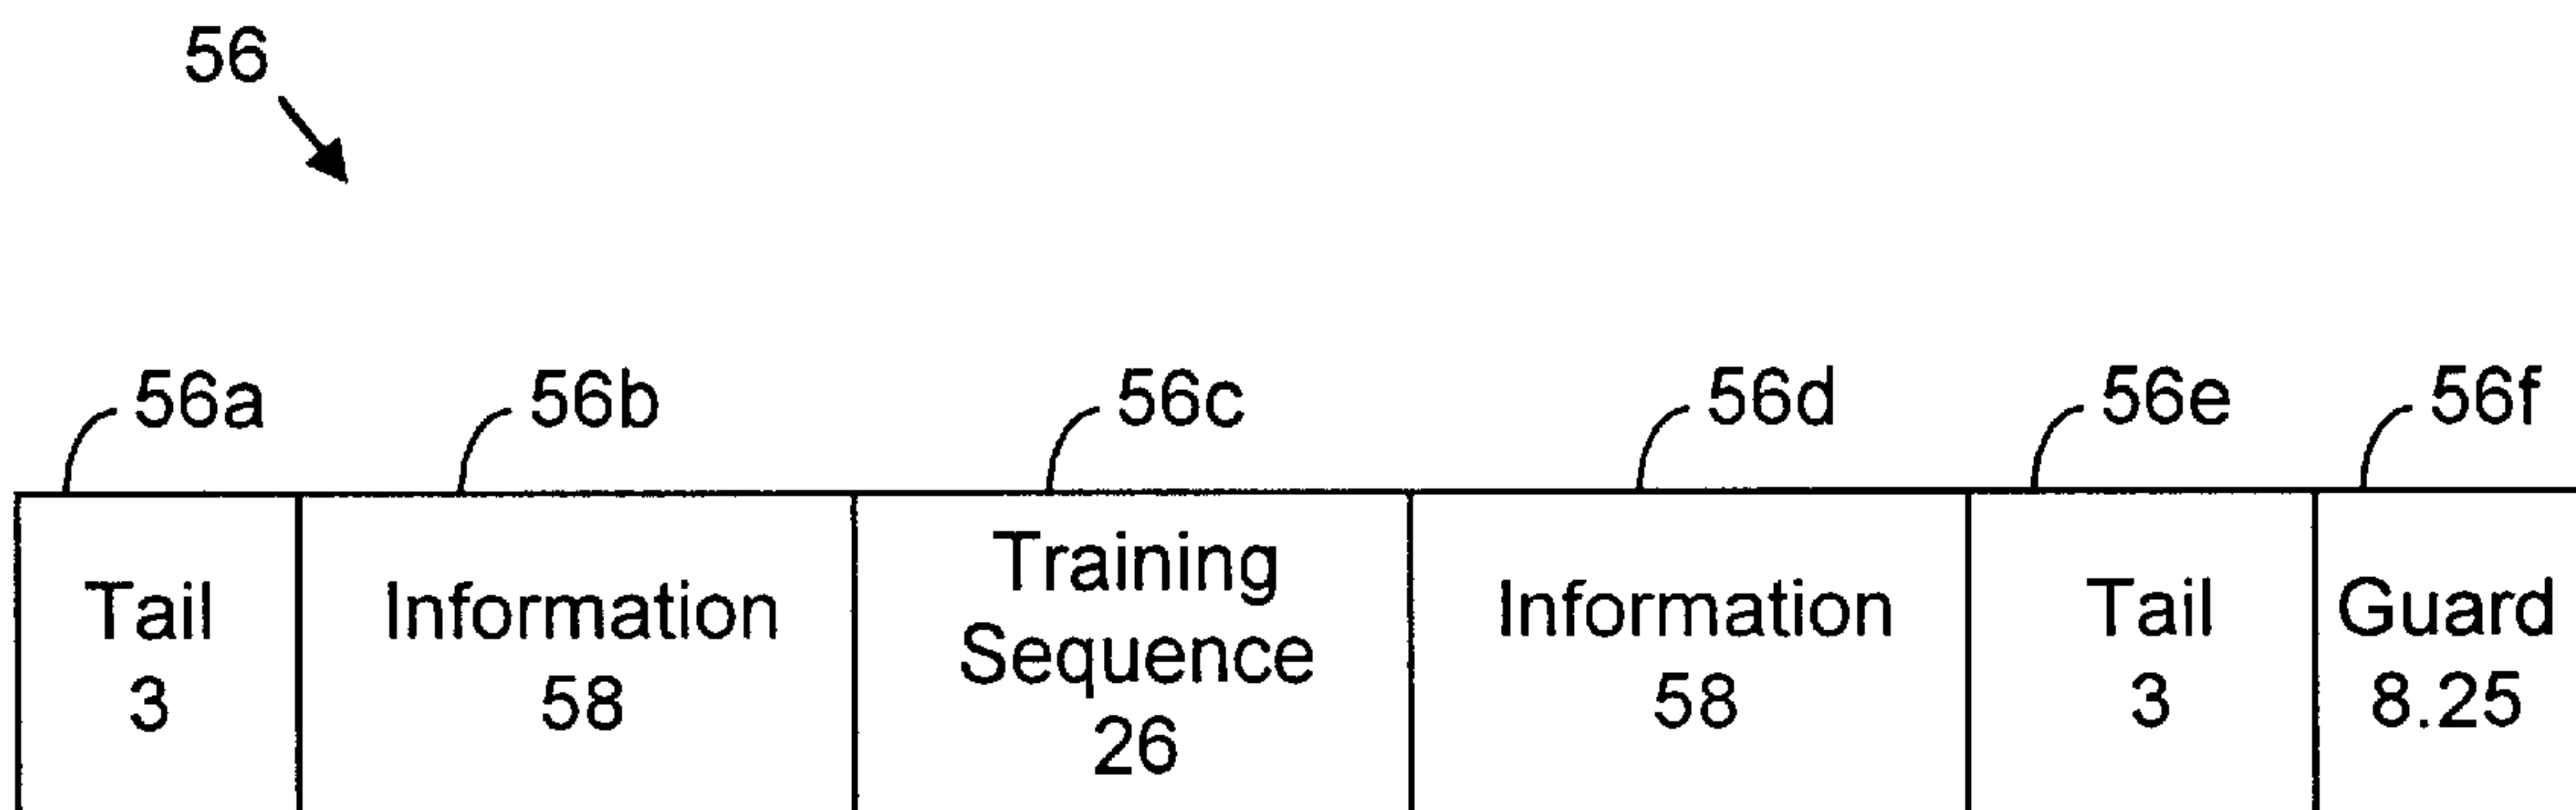 56
56a
56b
56c
56d
56e
56f
Tail
3
Information
58
Training
Sequence
26
Information
58
Tail
3
Guard
8.25